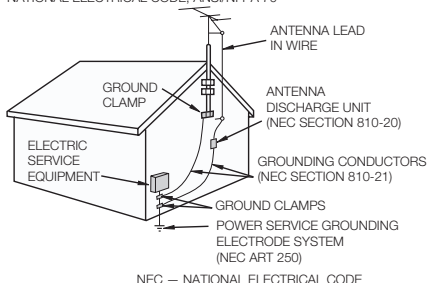 ANTENNA LEAD
IN WIRE
GROUND
CLAMP
ANTENNA
DISCHARGE UNIT
(NEC SECTION 810-20)
ELECTRIC
SERVICE
EQUIPMENT
GROUNDING CONDUCTORS
(NEC SECTION 810-21)
GROUND CLAMPS
POWER SERVICE GROUNDING
ELECTRODE SYSTEM
(NEC ART 250)
NEC — NATIONAL ELECTRICAL CODE